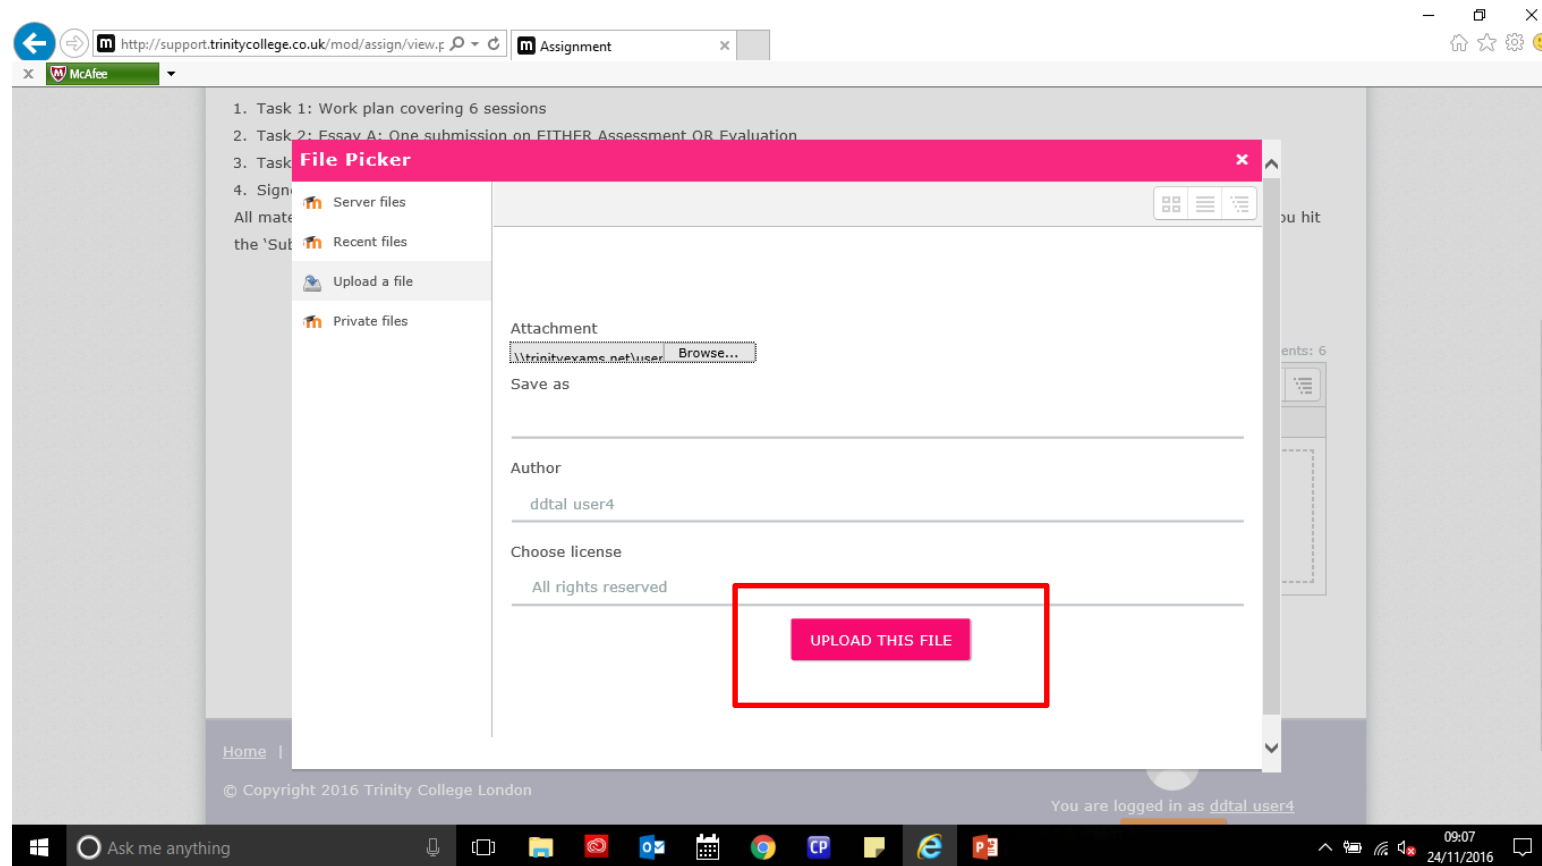 http://support.trinitycollege.co.uk/mod/assign/view.p
Assignment
McAfee
1. Task 1: Work plan covering 6 sessions
2. Task 2: Essay A: One submission on EITHER Assessment OR Evaluation
3. Task
4. Sign
All mate
ou hit
the ‘Sub
File Picker
Server files
Recent files
Upload a file
Private files
Attachment
\\trinityexams.net\user
Browse...
ents: 6
Save as
Author
ddtal user4
Choose license
All rights reserved
UPLOAD THIS FILE
Home |
© Copyright 2016 Trinity College London
You are logged in as ddtal user4
Ask me anything
CP
09:07
24/11/2016